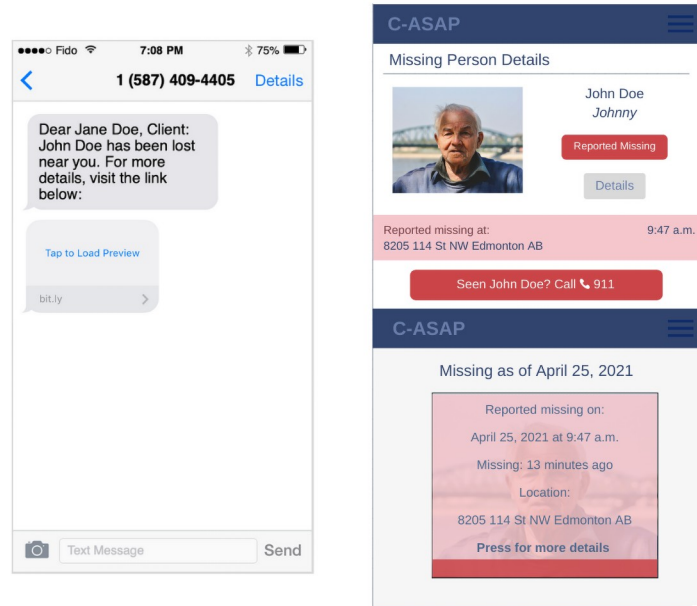 Fido 7:08 PM 75%
1 (587) 409-4405 Details
Dear Jane Doe, Client:
John Doe has been lost
near you. For more
details, visit the link
below:
Tap to Load Preview
bit.ly
Text Message Send
C-ASAP
Missing Person Details
John Doe
Johnny
Reported Missing
Details
Reported missing at: 9:47 a.m.
8205 114 St NW Edmonton AB
Seen John Doe? Call 911
C-ASAP
Missing as of April 25, 2021
Reported missing on:
April 25, 2021 at 9:47 a.m.
Missing: 13 minutes ago
Location:
8205 114 St NW Edmonton AB
Press for more details